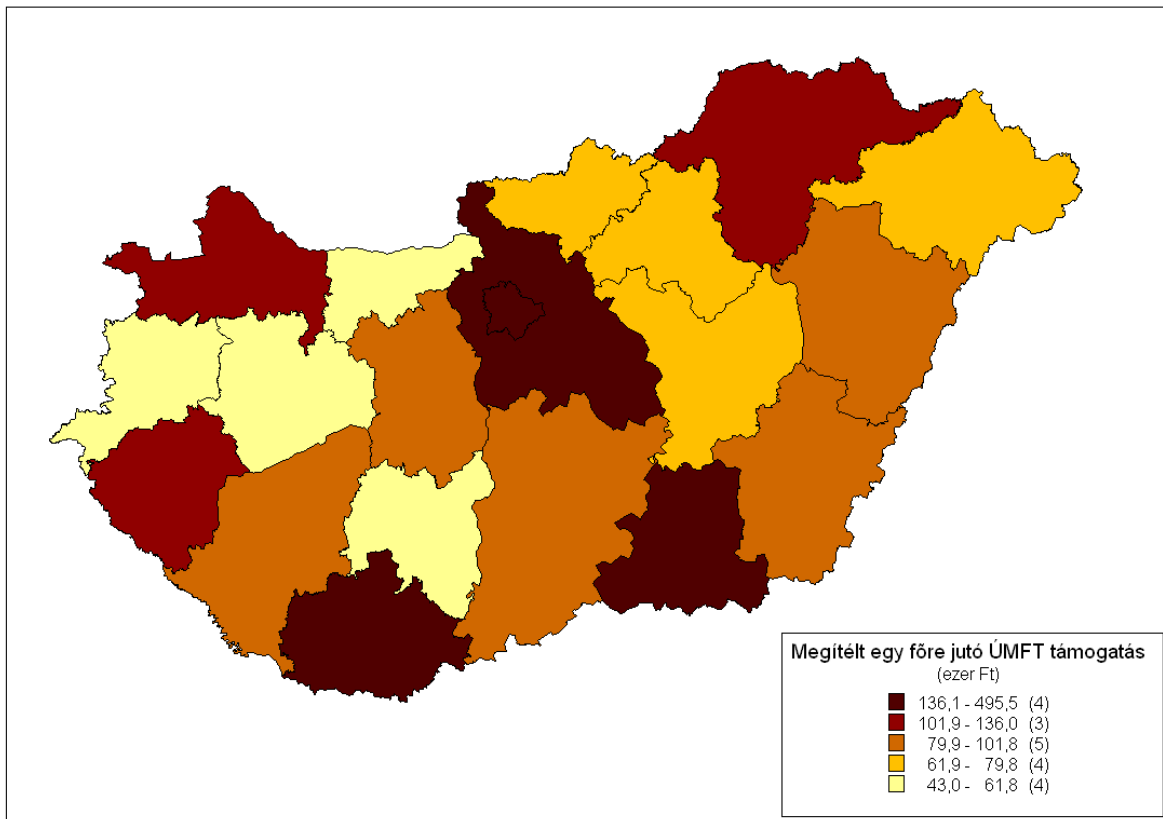 Megítélt egy főre jutó ÚMFT támogatás
(ezer Ft)
136,1 - 495,5 (4)
101,9 - 136,0 (3)
79,9 - 101,8 (5)
61,9 - 79,8 (4)
43,0 - 61,8 (4)